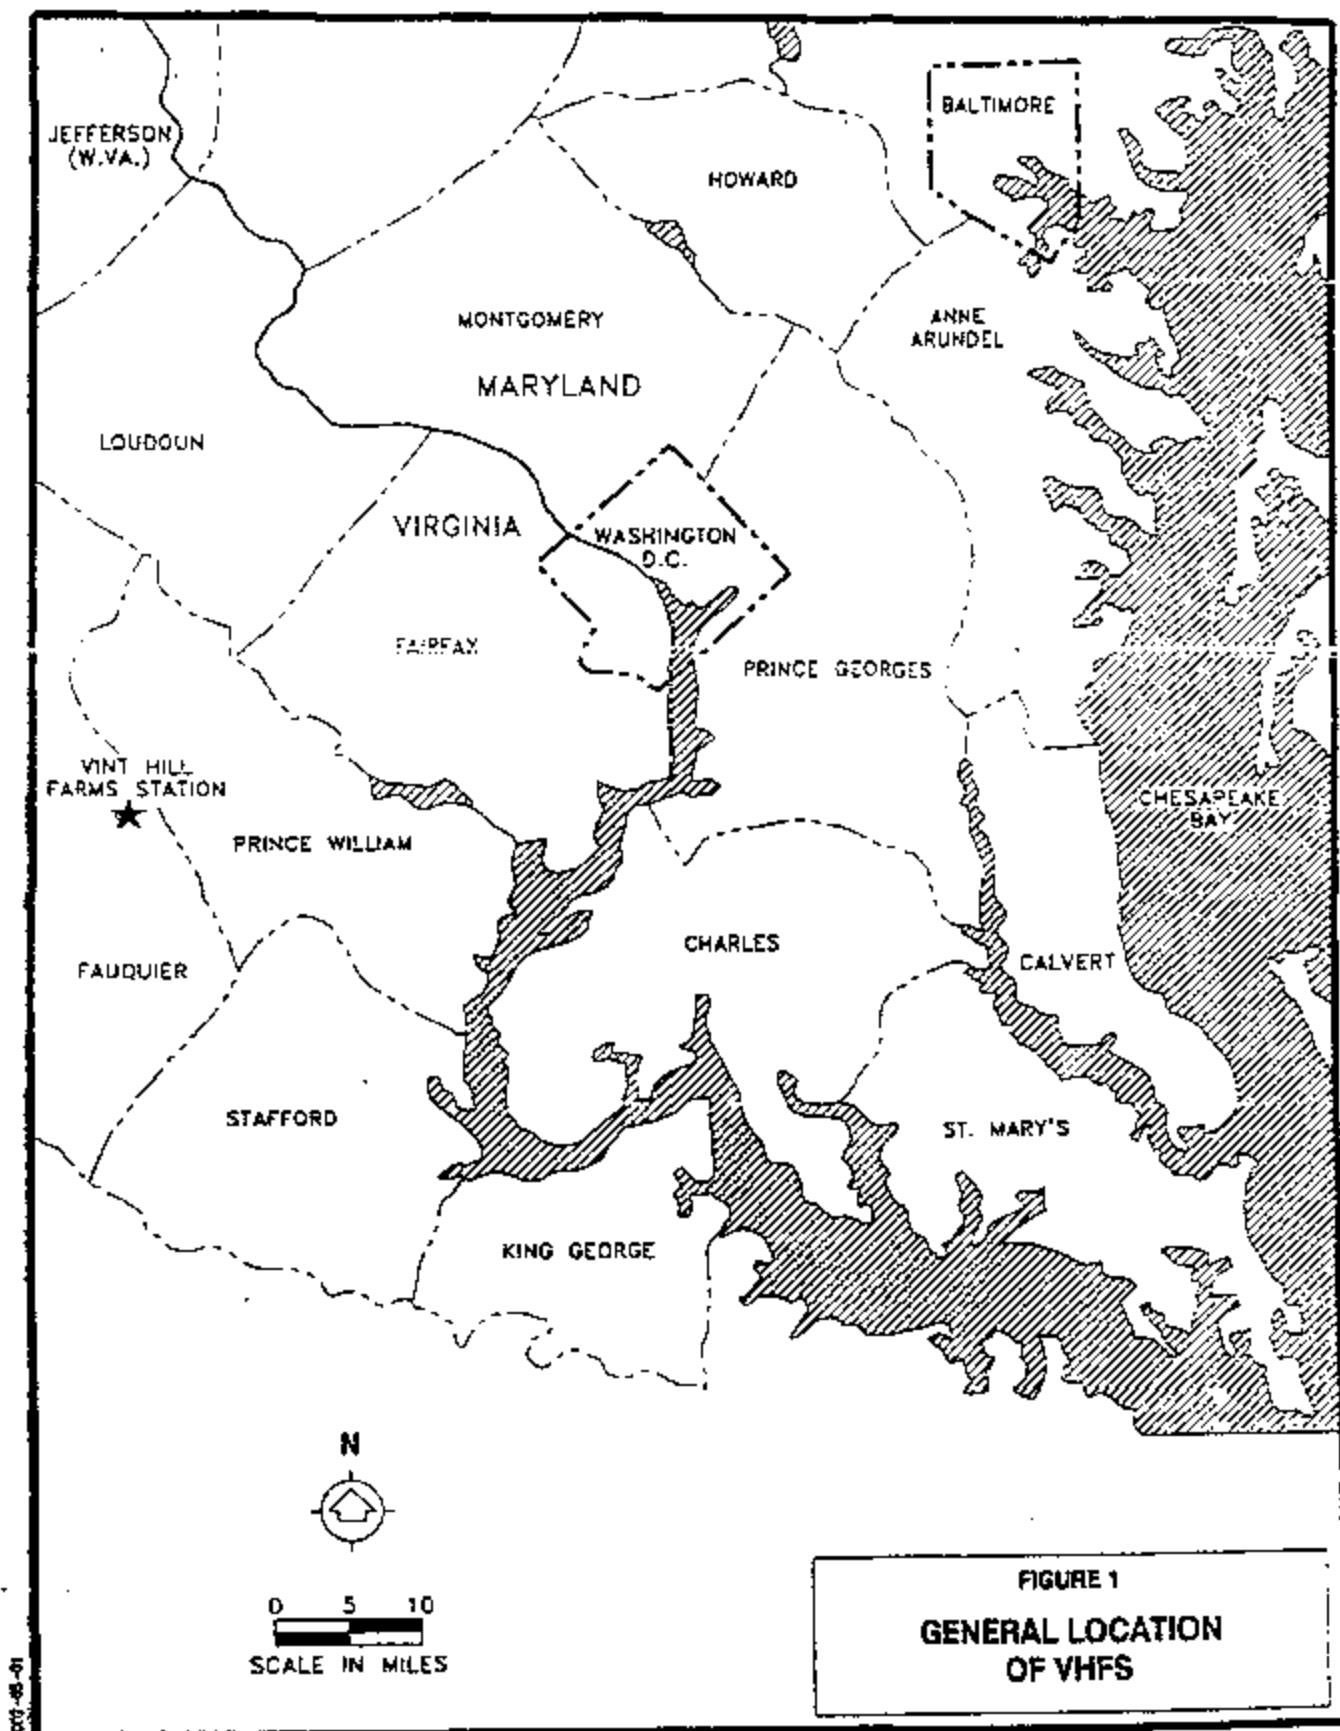 BALTIMORE
JEFFERSON
(W.VA.)
HOWARD
MONTGOMERY
ANNE
ARUNDEL
MARYLAND
LOUDOUN
VIRGINIA
WASHINGTON
D.C.
FAIRFAX
PRINCE GEORGES
VINT HILL
FARMS STATION
CHESAPEAKE
BAY
PRINCE WILLIAM
CHARLES
CALVERT
FAUQUIER
STAFFORD
ST. MARY'S
KING GEORGE
N
0 5 10
SCALE IN MILES
FIGURE 1
GENERAL LOCATION
OF VHFS